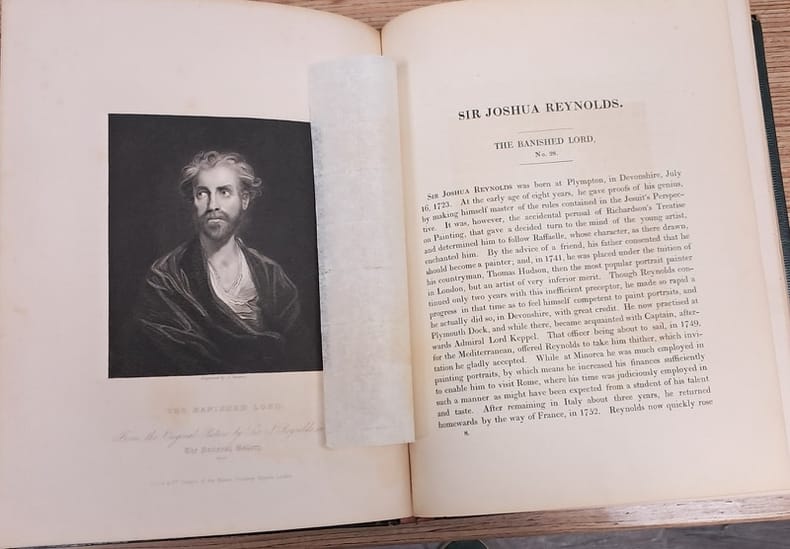 THE BANISHED LORD
From the Original Picture by Sir J. Reynolds
The National Gallery
SIR JOSHUA REYNOLDS.
THE BANISHED LORD,
No. 28.
Sir Joshua Reynolds was born at Plympton, in Devonshire, July
16, 1723. At the early age of eight years, he gave proofs of his genius,
by making himself master of the rules contained in the Jesuit's Perspec-
tive. It was, however, the accidental perusal of Richardson's Treatise
on Painting, that gave a decided turn to the mind of the young artist,
and determined him to follow Raffaelle, whose character, as there drawn,
enchanted him. By the advice of a friend, his father consented that he
should become a painter; and, in 1741, he was placed under the tuition of
his countryman, Thomas Hudson, then the most popular portrait painter
in London, but an artist of very inferior merit. Though Reynolds con-
tinued only two years with this inefficient preceptor, he made so rapid a
progress in that time as to feel himself competent to paint portraits, and
he actually did so, in Devonshire, with great credit. He now practised at
Plymouth Dock, and while there, became acquainted with Captain, after-
wards Admiral Lord Keppel. That officer being about to sail, in 1749,
for the Mediterranean, offered Reynolds to take him thither, which invi-
tation he gladly accepted. While at Minorca he was much employed in
painting portraits, by which means he increased his finances sufficiently
to enable him to visit Rome, where his time was judiciously employed in
such a manner as might have been expected from a student of his talent
and taste. After remaining in Italy about three years, he returned
homewards by the way of France, in 1752. Reynolds now quickly rose
8.